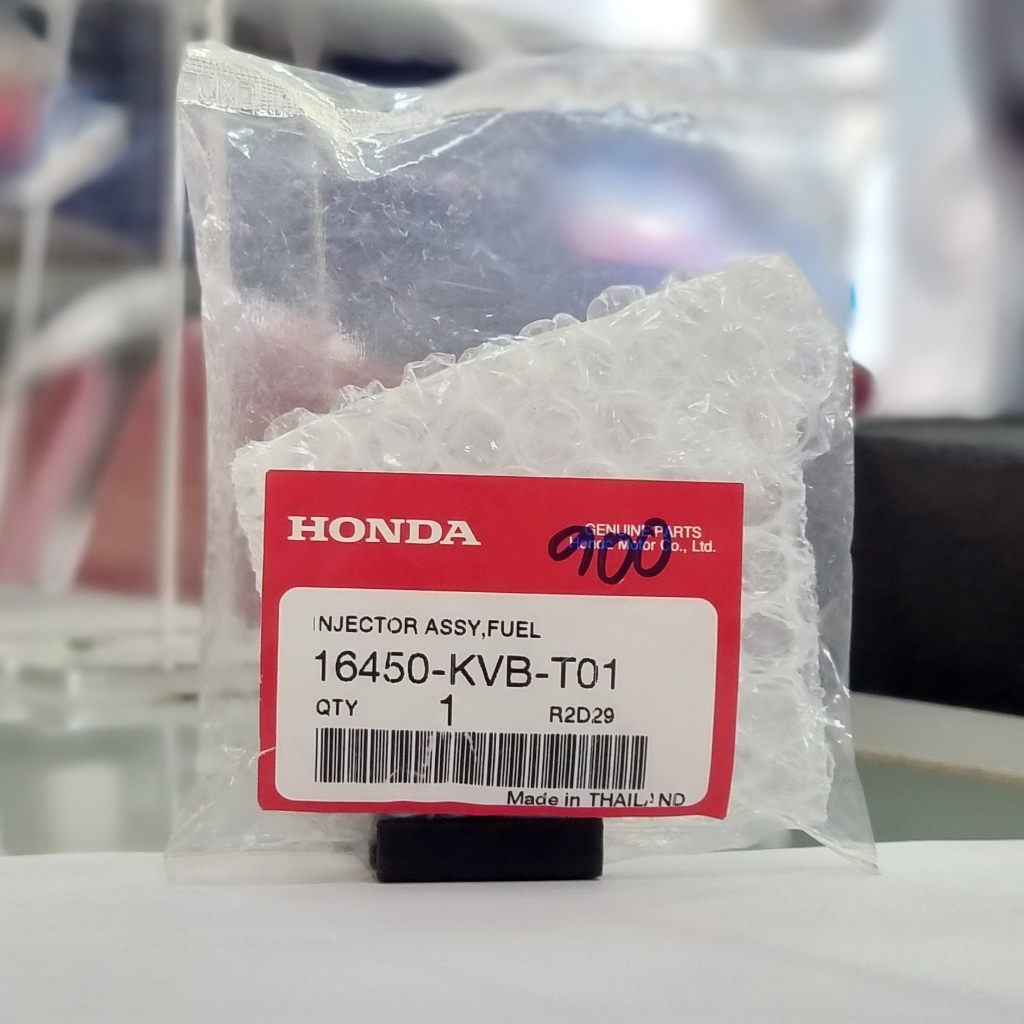 HONDA
GENUINE PARTS
Honda Motor Co., Ltd.
900
INJECTOR ASSY,FUEL
16450-KVB-T01
QTY 1 R2D29
Made in THAILAND